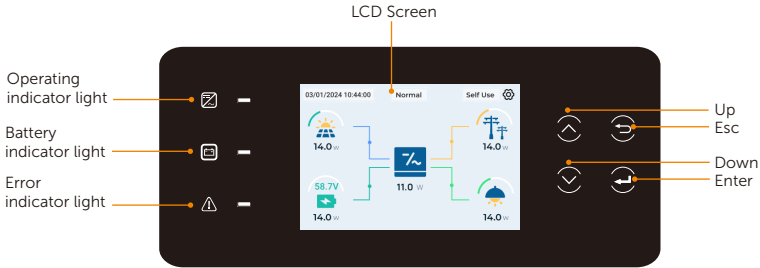 LCD Screen
Operating
indicator light
Battery
indicator light
Error
indicator light
03/01/2024 10:44:00
Normal
Self Use
14.0 W
14.0 W
58.7V
11.0 W
14.0 W
14.0 W
Up
Esc
Down
Enter